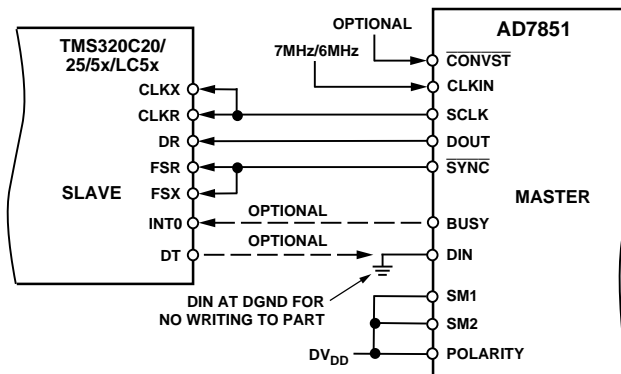 OPTIONAL
AD7851
TMS320C20/
25/5x/LC5x
7MHz/6MHz
CONVST
CLKX
CLKIN
CLKR
SCLK
DR
DOUT
FSR
SYNC
FSX
SLAVE
MASTER
INT0
OPTIONAL
BUSY
DT
OPTIONAL
DIN
DIN AT DGND FOR
NO WRITING TO PART
SM1
SM2
DVDD
POLARITY